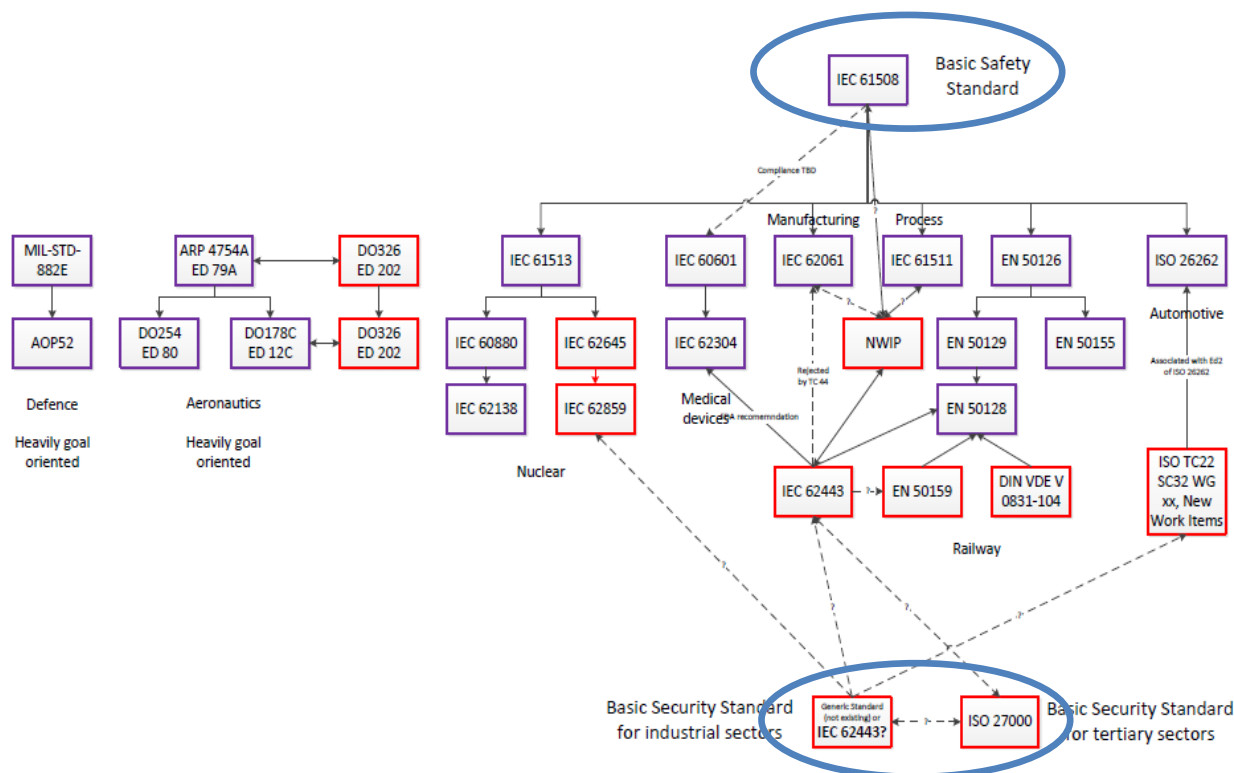 IEC 61508
Basic Safety
Standard
Compliance TBD
?
Manufacturing
Process
MIL-STD-
882E
ARP 4754A
ED 79A
DO326
ED 202
IEC 61513
IEC 60601
IEC 62061
IEC 61511
EN 50126
ISO 26262
?
?
Automotive
AOP52
DO254
ED 80
DO178C
ED 12C
DO326
ED 202
IEC 60880
IEC 62645
IEC 62304
NWIP
EN 50129
EN 50155
Associated with Ed2
of ISO 26262
Rejected
by TC 44
Defence
Heavily goal
oriented
Aeronautics
Heavily goal
oriented
IEC 62138
IEC 62859
Medical
devices
recomemndation
EN 50128
Nuclear
IEC 62443
?
EN 50159
DIN VDE V
0831-104
ISO TC22
SC32 WG
xx, New
Work Items
Railway
?
?
?
?
Basic Security Standard
for industrial sectors
Generic Standard
(not existing) or
IEC 62443?
?
ISO 27000
Basic Security Standard
for tertiary sectors